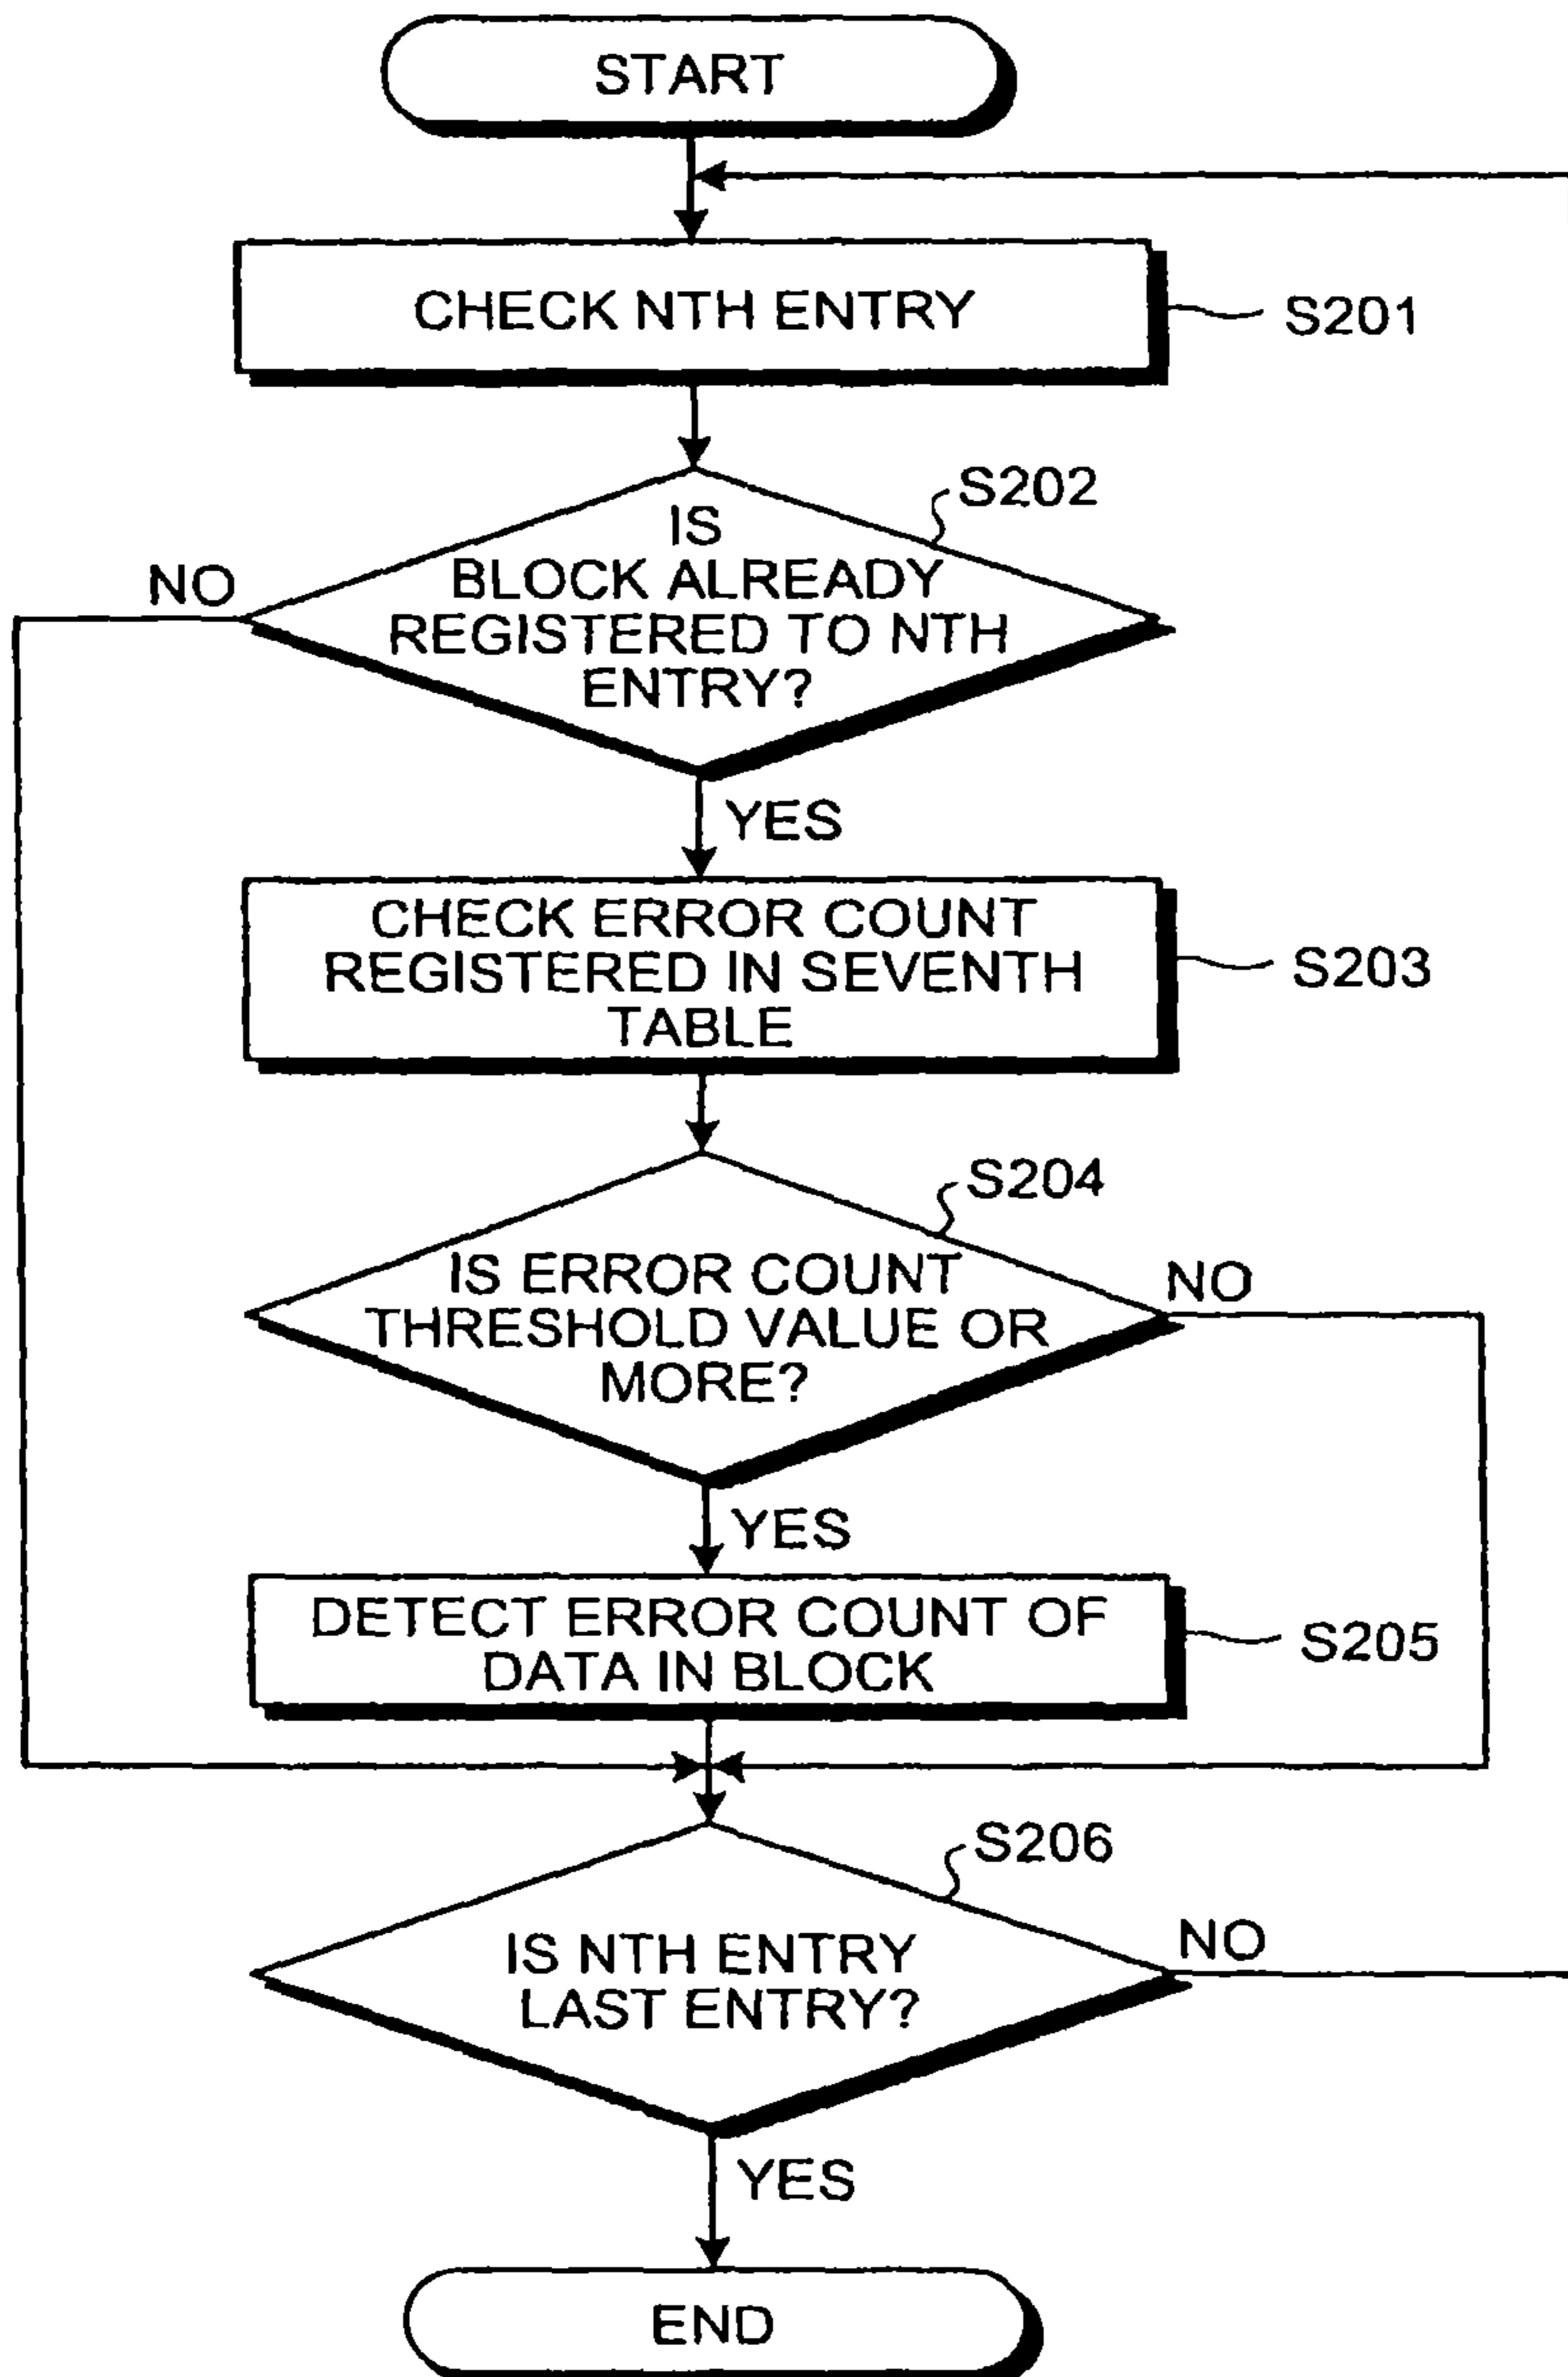 START
CHECK NTH ENTRY
S201
S202
IS
BLOCK ALREADY
REGISTERED TO NTH
ENTRY?
NO
YES
CHECK ERROR COUNT
REGISTERED IN SEVENTH
TABLE
S203
S204
IS ERROR COUNT
THRESHOLD VALUE OR
MORE?
NO
YES
DETECT ERROR COUNT OF
DATA IN BLOCK
S205
S206
IS NTH ENTRY
LAST ENTRY?
NO
YES
END